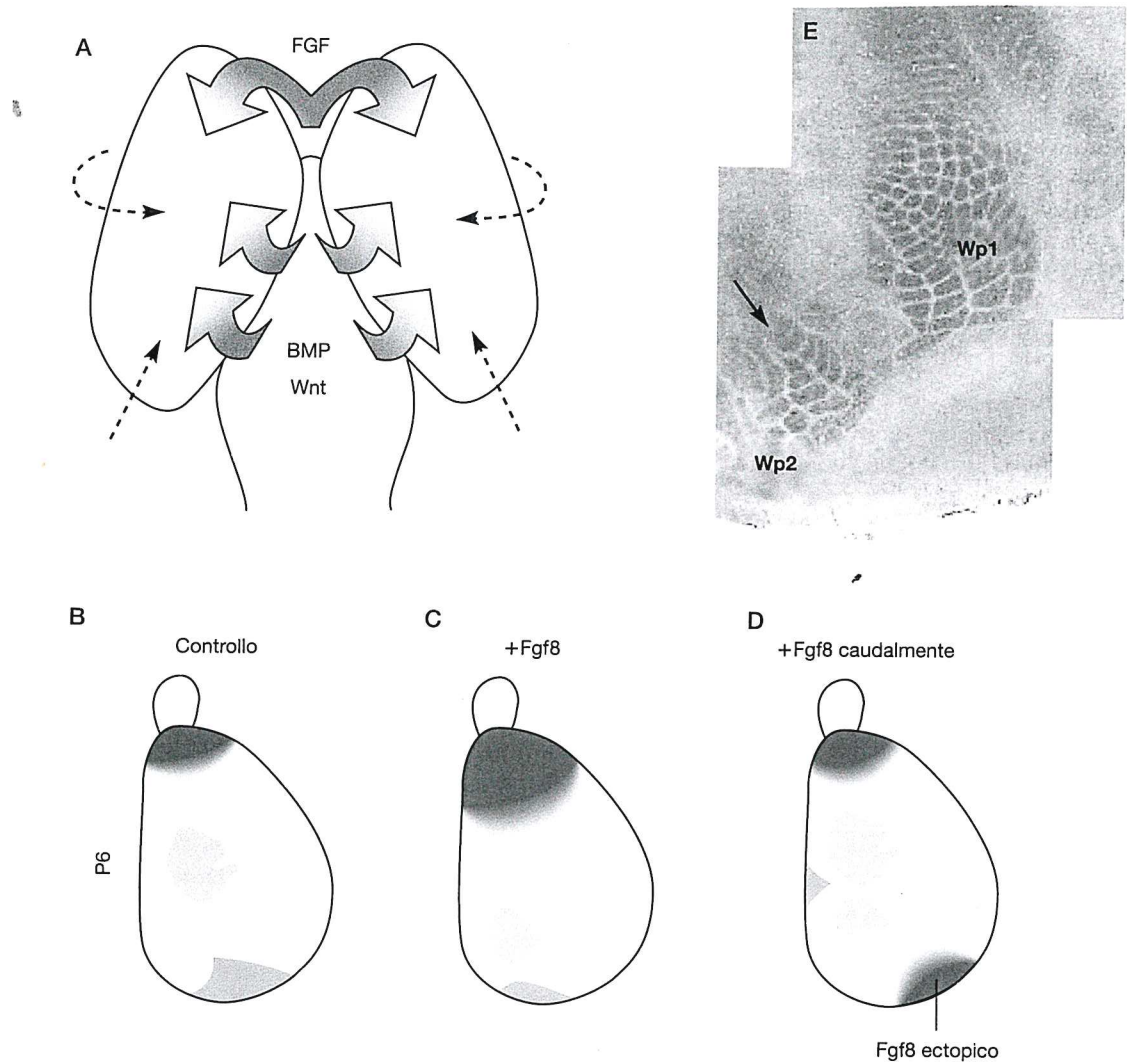 A
FGF
BMP
Wnt
E
Wp1
Wp2
B
Controllo
P6
C
+Fgf8
D
+Fgf8 caudalmente
Fgf8 ectopico